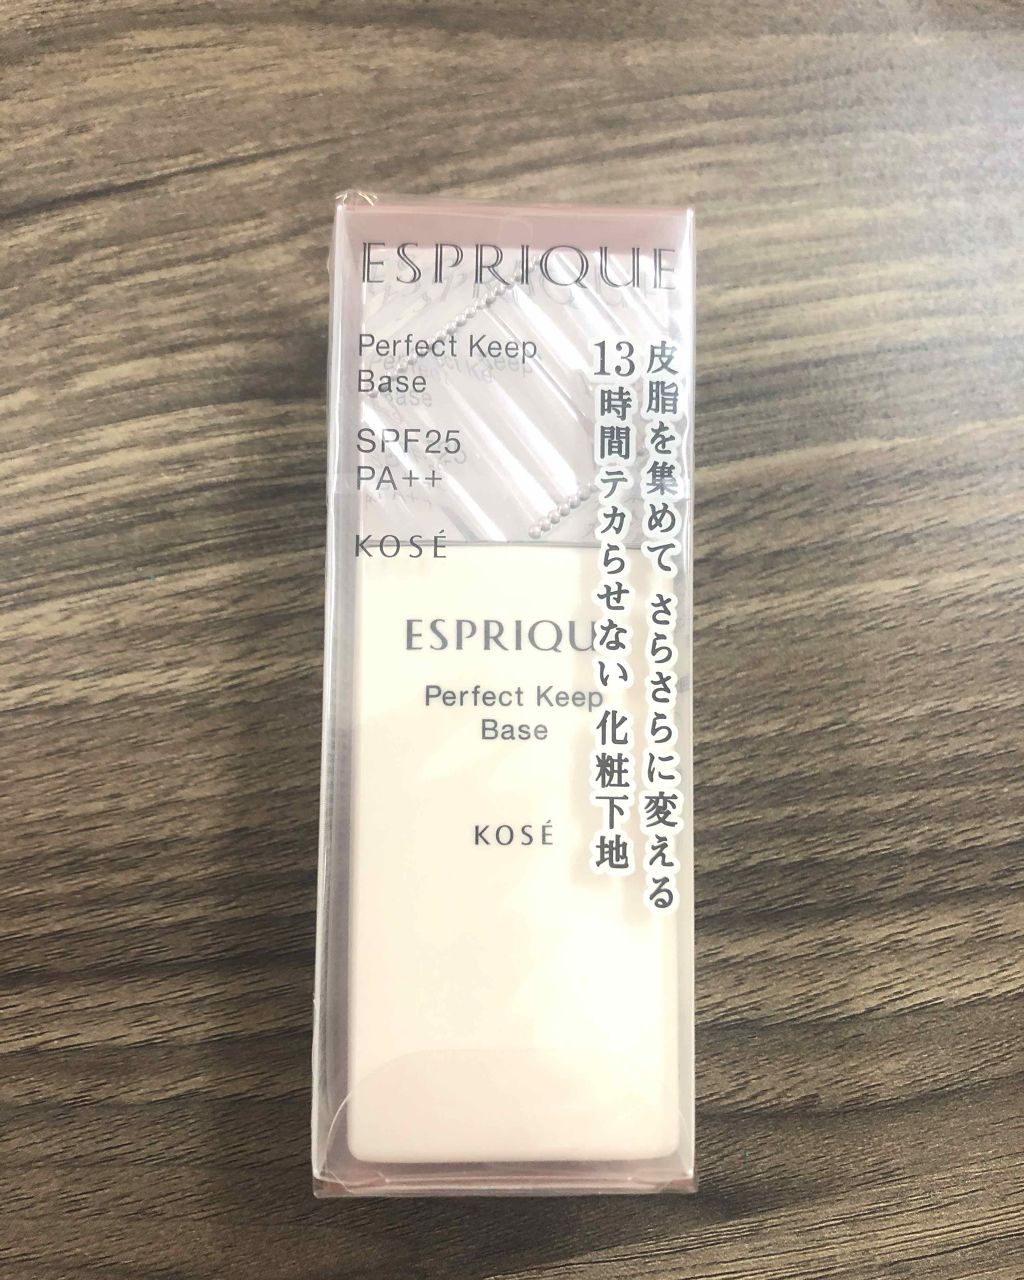 ESPRIQUE
Perfect Keep
Base
SPF25
PA++
KOSÉ
皮脂を集めて さらさらに変える
13時間テカらせない 化粧下地
ESPRIQU
Perfect Keep
Base
KOSÉ